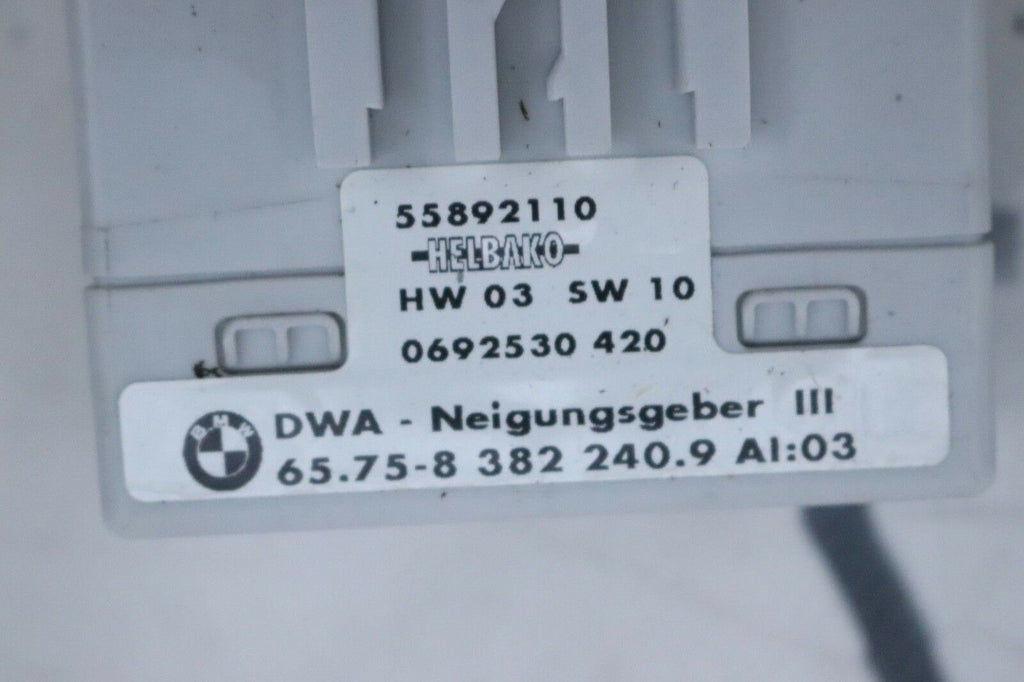 55892110
HELBAKO
HW 03 SW 10
0692530 420
BMW
DWA - Neigungsgeber III
65.75-8 382 240.9 AI:03